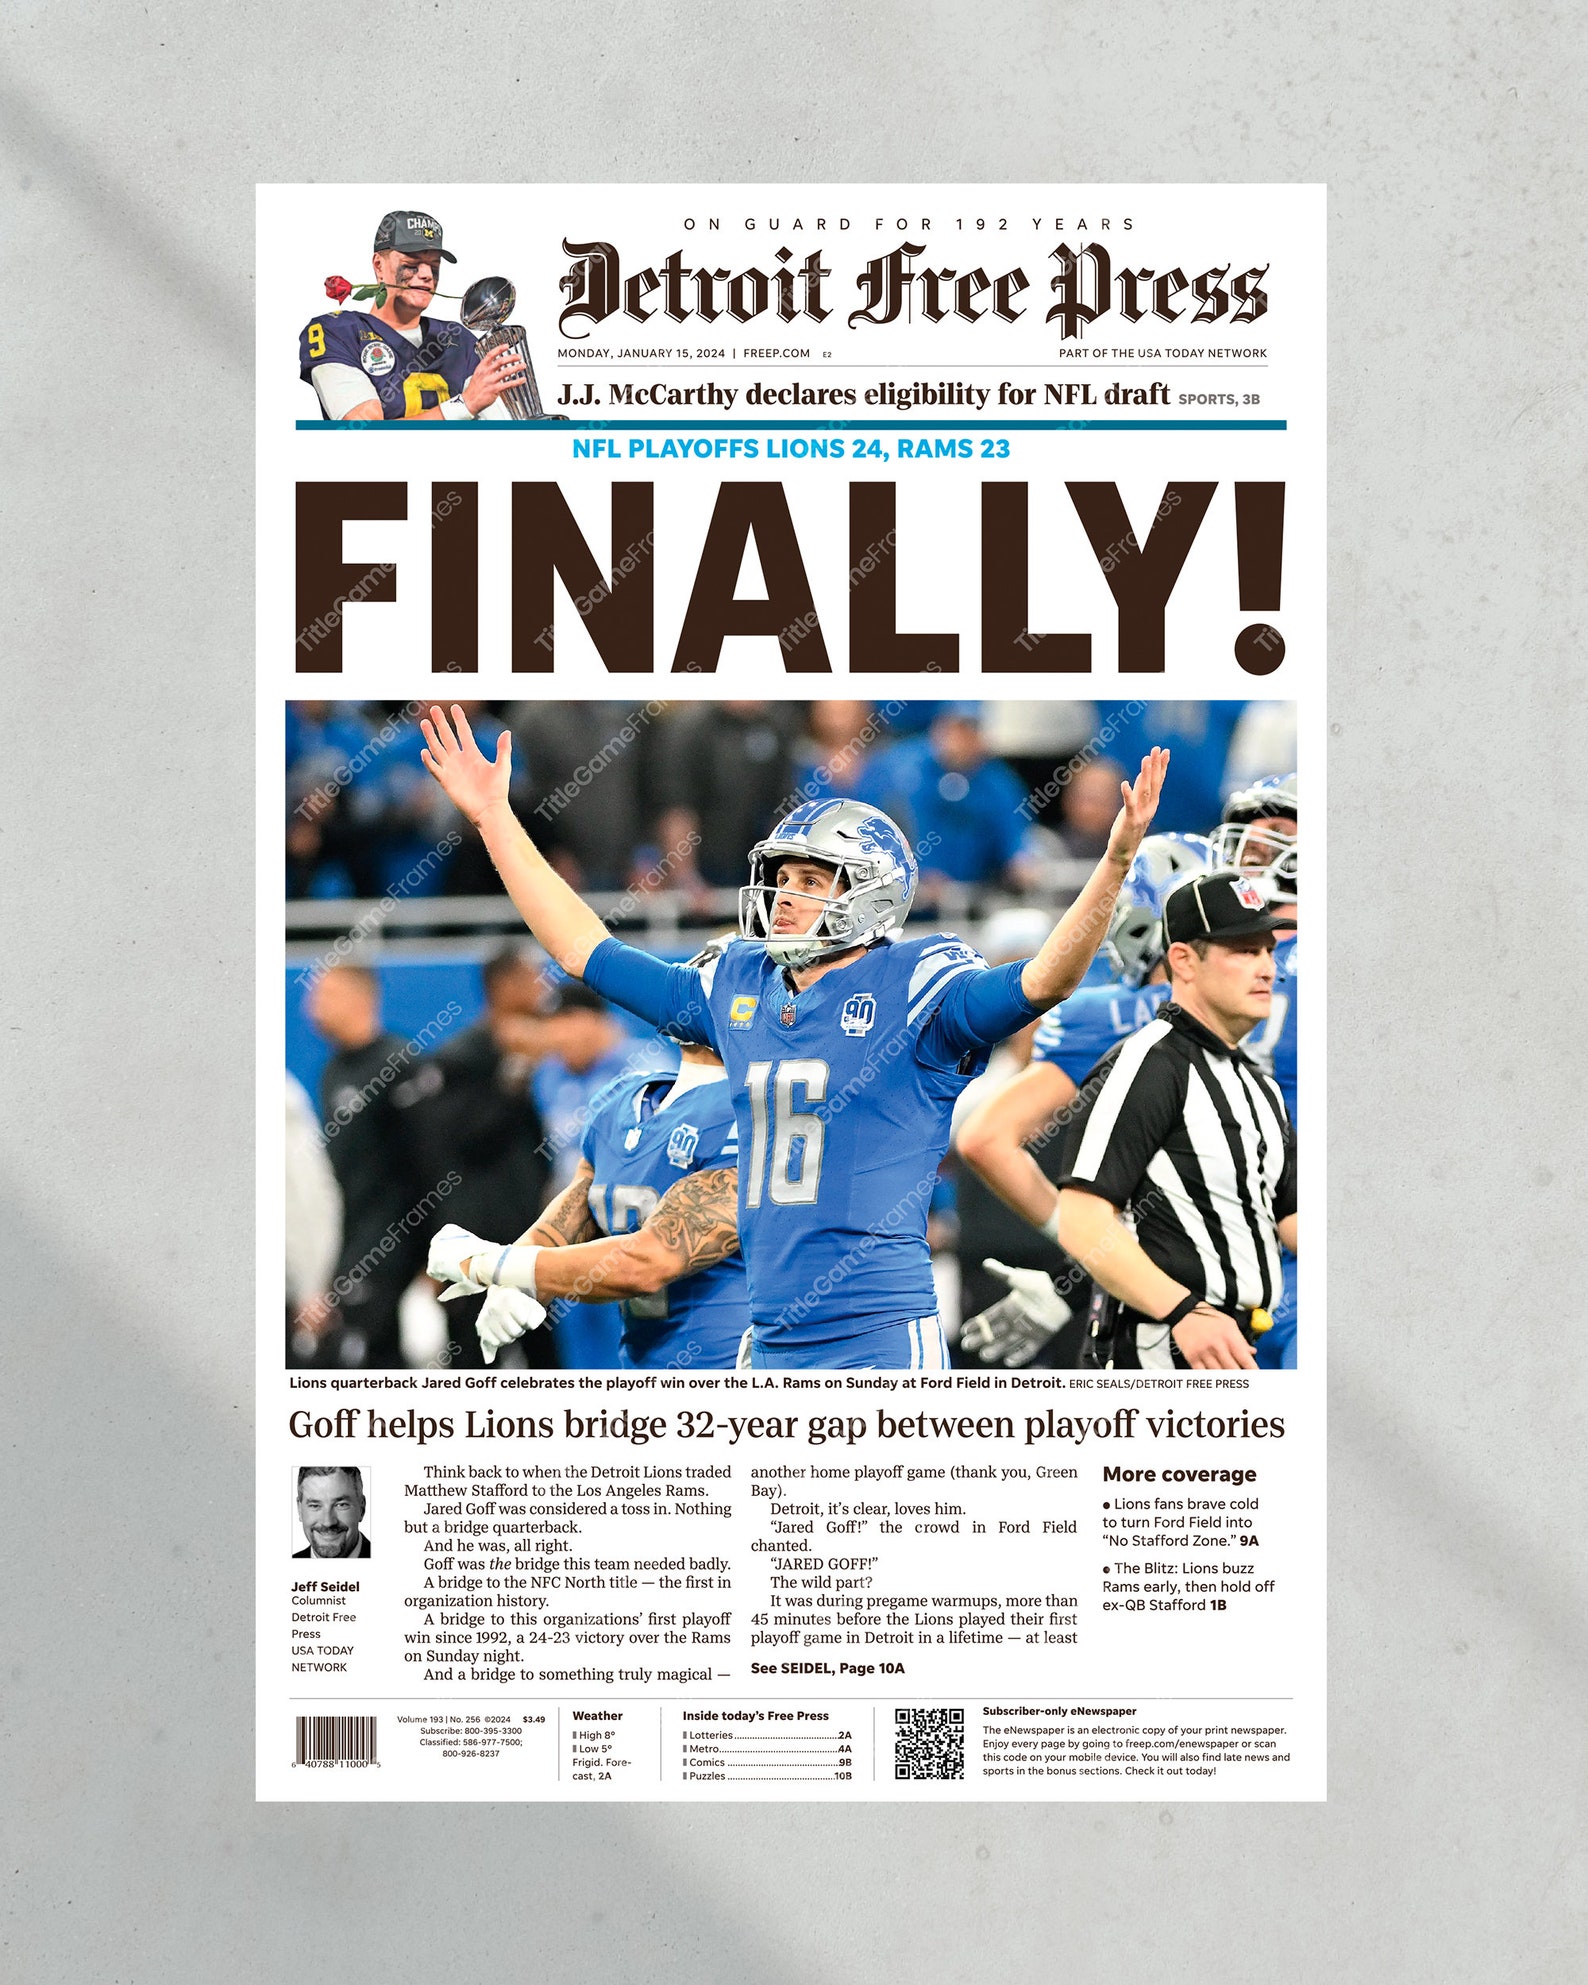 ON GUARD FOR 192 YEARS
Detroit Free Press
MONDAY, JANUARY 15, 2024 | FREEP.COM E2
PART OF THE USA TODAY NETWORK
J.J. McCarthy declares eligibility for NFL draft SPORTS, 3B
CHAMPS
9
NFL PLAYOFFS LIONS 24, RAMS 23
FINALLY!
C
90
16
90
LA
Lions quarterback Jared Goff celebrates the playoff win over the L.A. Rams on Sunday at Ford Field in Detroit. ERIC SEALS/DETROIT FREE PRESS
Goff helps Lions bridge 32-year gap between playoff victories
Jeff Seidel
Columnist
Detroit Free
Press
USA TODAY
NETWORK
Think back to when the Detroit Lions traded
Matthew Stafford to the Los Angeles Rams.
Jared Goff was considered a toss in. Nothing
but a bridge quarterback.
And he was, all right.
Goff was the bridge this team needed badly.
A bridge to the NFC North title — the first in
organization history.
A bridge to this organizations' first playoff
win since 1992, a 24-23 victory over the Rams
on Sunday night.
And a bridge to something truly magical —
another home playoff game (thank you, Green
Bay).
Detroit, it's clear, loves him.
"Jared Goff!" the crowd in Ford Field
chanted.
"JARED GOFF!"
The wild part?
It was during pregame warmups, more than
45 minutes before the Lions played their first
playoff game in Detroit in a lifetime — at least
See SEIDEL, Page 10A
More coverage
● Lions fans brave cold
to turn Ford Field into
"No Stafford Zone." 9A
● The Blitz: Lions buzz
Rams early, then hold off
ex-QB Stafford 1B
6 40788 11000 5
Volume 193 | No. 256 ©2024 $3.49
Subscribe: 800-395-3300
Classified: 586-977-7500;
800-926-8237
Weather
High 8°
Low 5°
Frigid. Fore-
cast, 2A
Inside today's Free Press
Lotteries 2A
Metro 4A
Comics 9B
Puzzles 10B
Subscriber-only eNewspaper
The eNewspaper is an electronic copy of your print newspaper.
Enjoy every page by going to freep.com/enewspaper or scan
this code on your mobile device. You will also find late news and
sports in the bonus sections. Check it out today!
TitleGameFrames